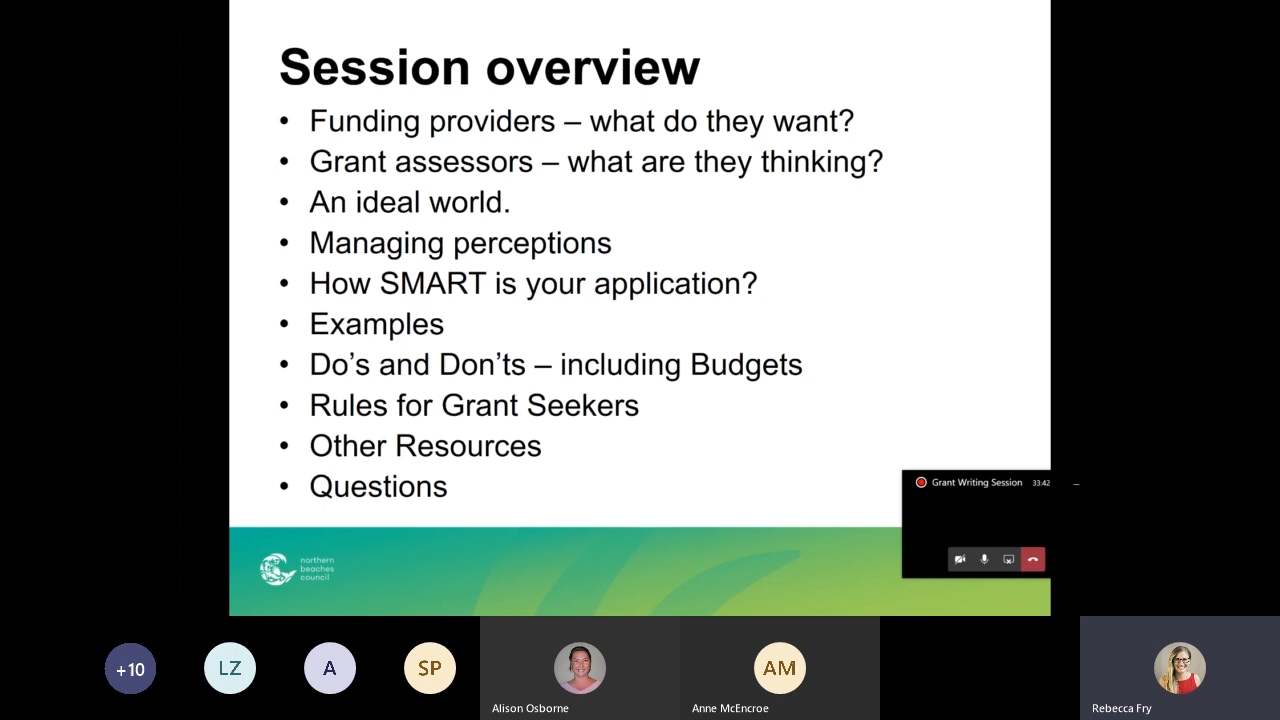 Session overview
• Funding providers – what do they want?
• Grant assessors – what are they thinking?
• An ideal world.
• Managing perceptions
• How SMART is your application?
• Examples
• Do’s and Don’ts – including Budgets
• Rules for Grant Seekers
• Other Resources
• Questions
Grant Writing Session 33:42
northern
beaches
council
+10
LZ
A
SP
AM
Alison Osborne
Anne McEncroe
Rebecca Fry